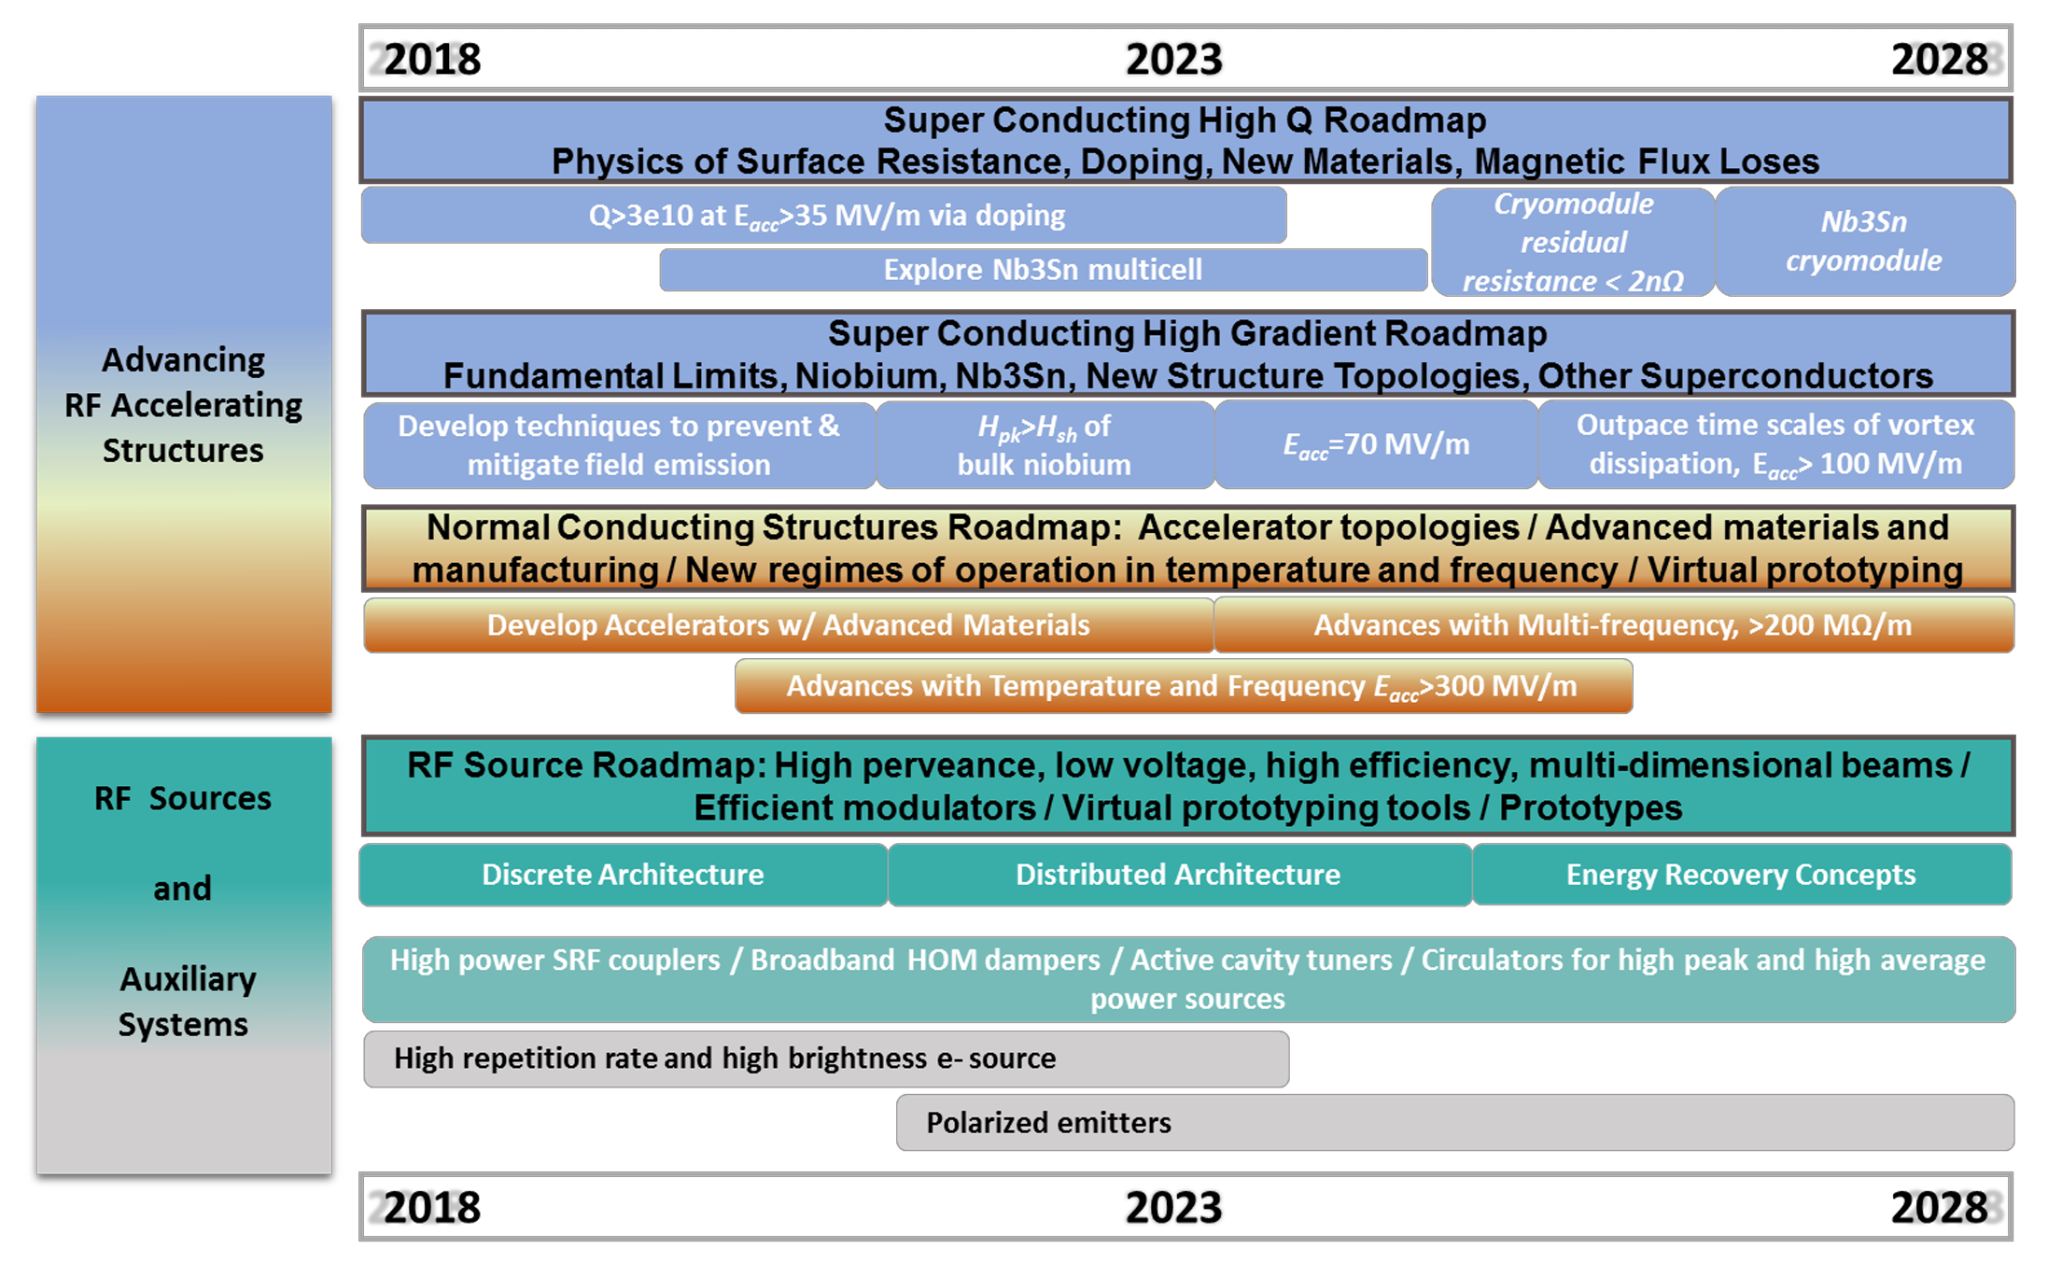 2018 2023 2028
Super Conducting High Q Roadmap
Physics of Surface Resistance, Doping, New Materials, Magnetic Flux Loses
Q>3e10 at Eacc>35 MV/m via doping
Explore Nb3Sn multicell
Cryomodule
residual
resistance < 2nΩ
Nb3Sn
cryomodule
Advancing
RF Accelerating
Structures
Super Conducting High Gradient Roadmap
Fundamental Limits, Niobium, Nb3Sn, New Structure Topologies, Other Superconductors
Develop techniques to prevent &
mitigate field emission
Hpk>Hsh of
bulk niobium
Eacc=70 MV/m
Outpace time scales of vortex
dissipation, Eacc> 100 MV/m
Normal Conducting Structures Roadmap: Accelerator topologies / Advanced materials and
manufacturing / New regimes of operation in temperature and frequency / Virtual prototyping
Develop Accelerators w/ Advanced Materials
Advances with Multi-frequency, >200 MΩ/m
Advances with Temperature and Frequency Eacc>300 MV/m
RF Sources
and
Auxiliary
Systems
RF Source Roadmap: High perveance, low voltage, high efficiency, multi-dimensional beams /
Efficient modulators / Virtual prototyping tools / Prototypes
Discrete Architecture
Distributed Architecture
Energy Recovery Concepts
High power SRF couplers / Broadband HOM dampers / Active cavity tuners / Circulators for high peak and high average
power sources
High repetition rate and high brightness e- source
Polarized emitters
2018 2023 2028